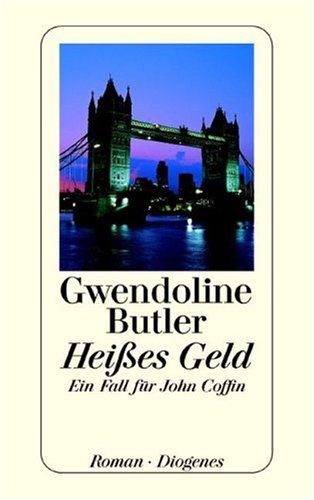 Gwendoline
Butler
Heißes Geld
Ein Fall für John Coffin
Roman · Diogenes